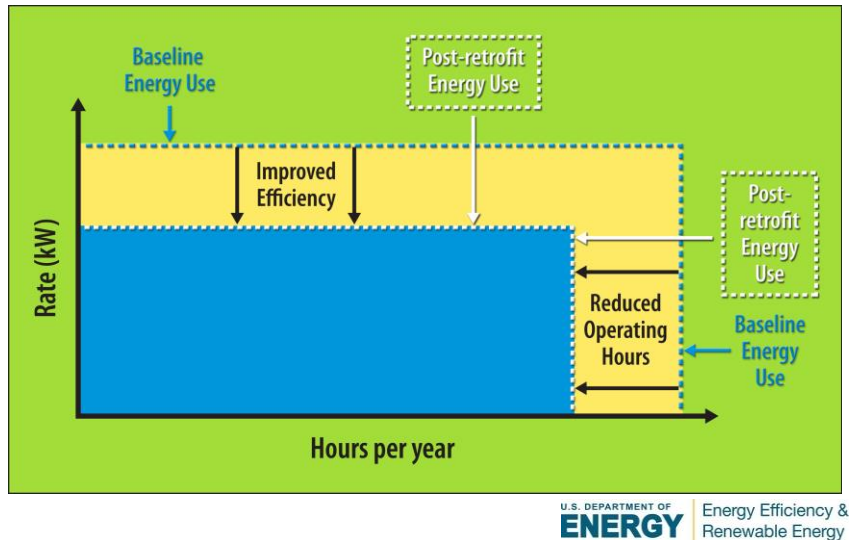 Baseline
Energy Use
Post-retrofit
Energy Use
Improved
Efficiency
Post-
retrofit
Energy
Use
Rate (kW)
Reduced
Operating
Hours
Baseline
Energy
Use
Hours per year
U.S. DEPARTMENT OF
ENERGY
Energy Efficiency &
Renewable Energy